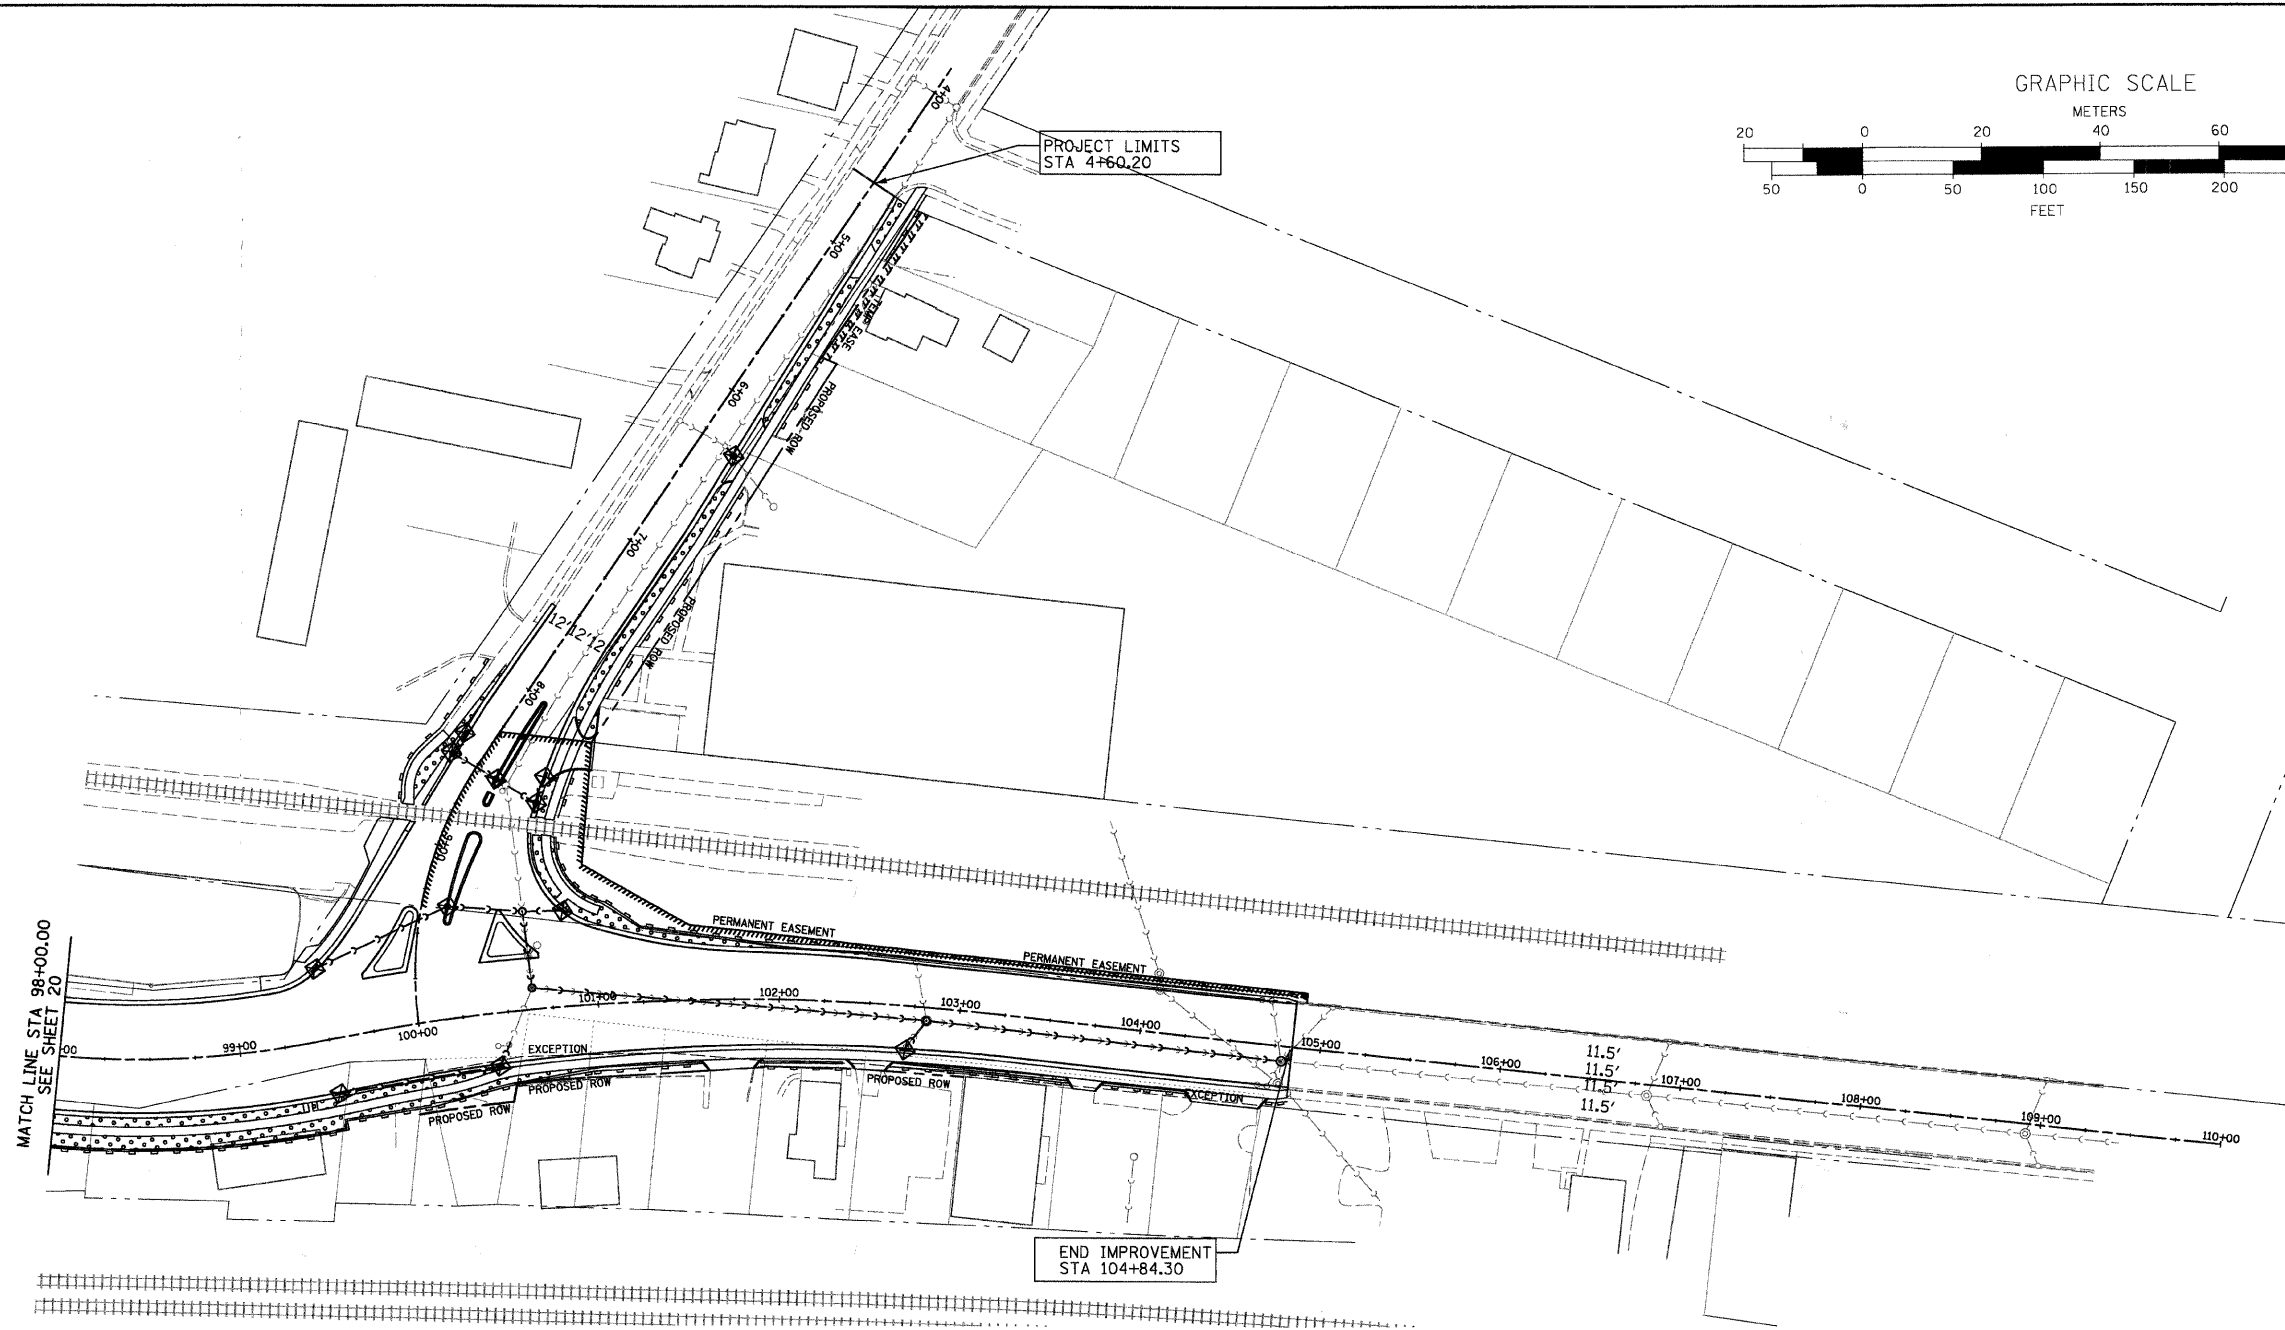 GRAPHIC SCALE
METERS
20 0 20 40 60
50 0 50 100 150 200
FEET
4+00
PROJECT LIMITS
STA 4+60.20
5+00
TEMP EASE
6+00
PROPOSED ROW
7+00
PROPOSED ROW
12' 12' 12'
8+00
9+00
PERMANENT EASEMENT
PERMANENT EASEMENT
MATCH LINE STA 98+00.00
SEE SHEET 20
00
99+00
100+00
101+00
102+00
103+00
104+00
105+00
106+00
107+00
108+00
109+00
110+00
11.5'
11.5'
11.5'
11.5'
EXCEPTION
PROPOSED ROW
PROPOSED ROW
PROPOSED ROW
EXCEPTION
END IMPROVEMENT
STA 104+84.30